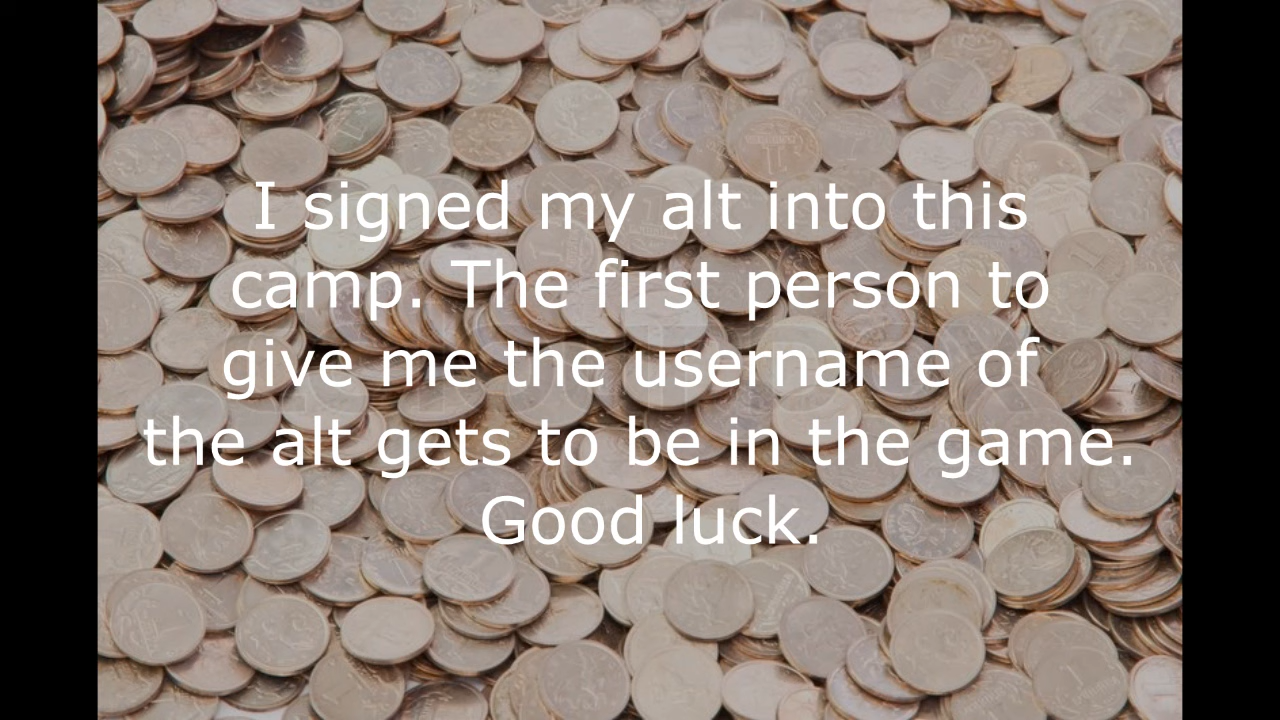 I signed my alt into this
camp. The first person to
give me the username of
the alt gets to be in the game.
Good luck.